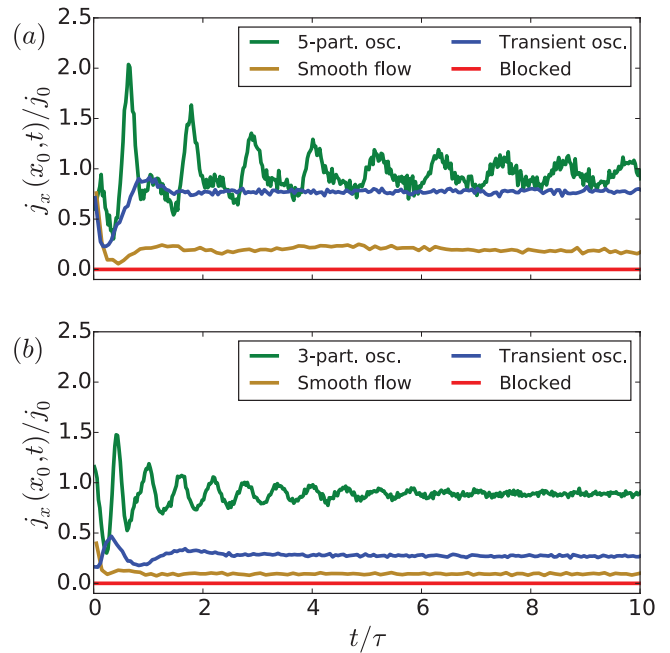 (a)
2.5
2.0
1.5
1.0
0.5
0.0
j_x(x_0,t)/j_0
5-part. osc. Transient osc.
Smooth flow Blocked
(b)
2.5
2.0
1.5
1.0
0.5
0.0
j_x(x_0,t)/j_0
3-part. osc. Transient osc.
Smooth flow Blocked
0 2 4 6 8 10
t/τ